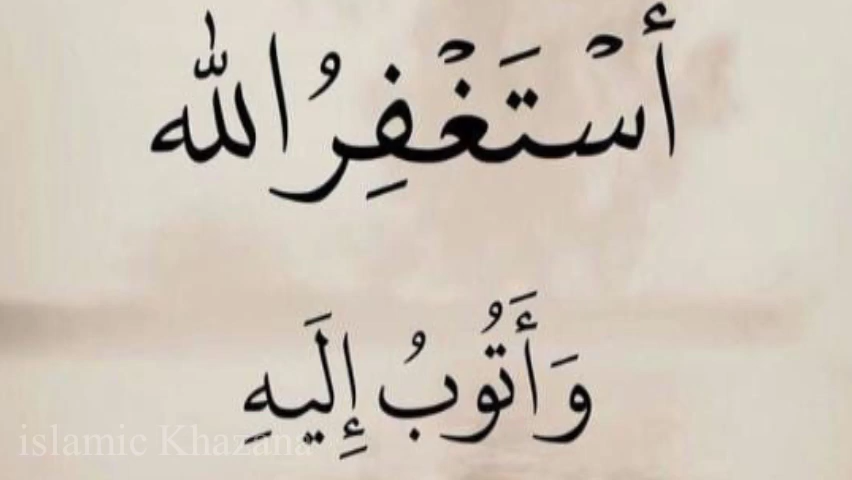 أَسْتَغْفِرُ الله
وَأَتُوبُ إِلَيهِ
islamic Khazana